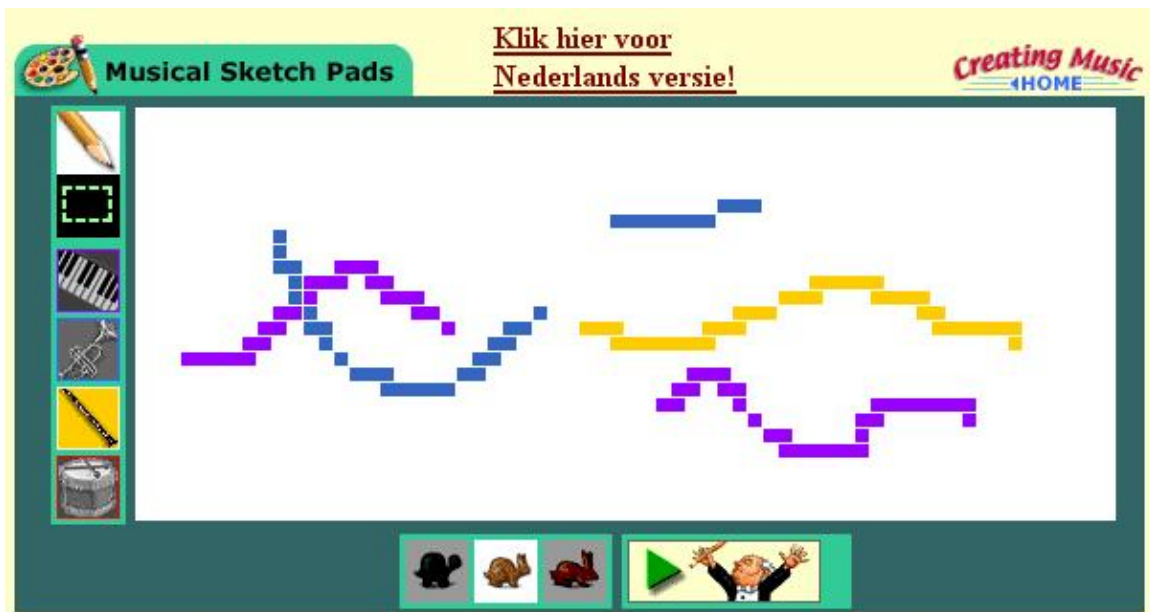 Klik hier voor
Nederlands versie!
Musical Sketch Pads
Creating Music
HOME